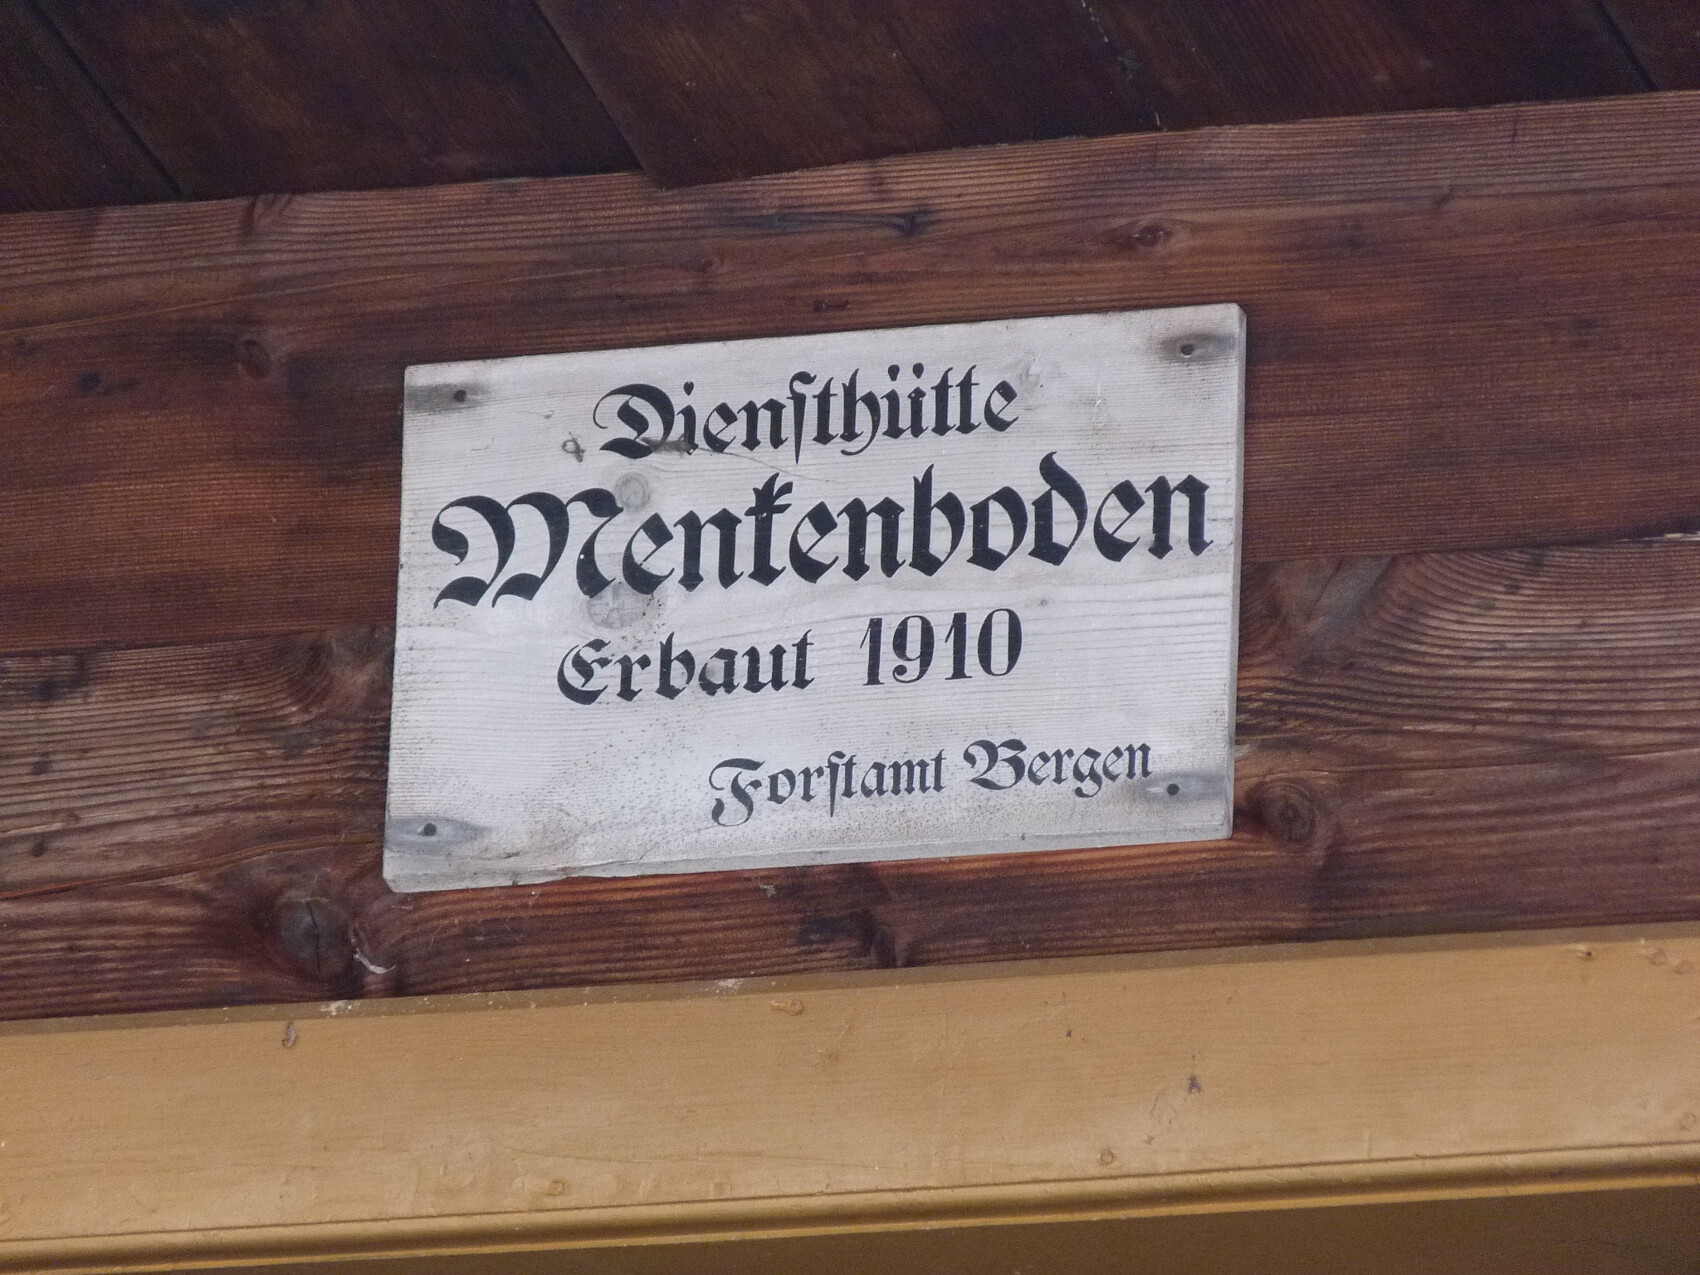 Dienſthütte
Menkenboden
Erbaut 1910
Forſtamt Bergen